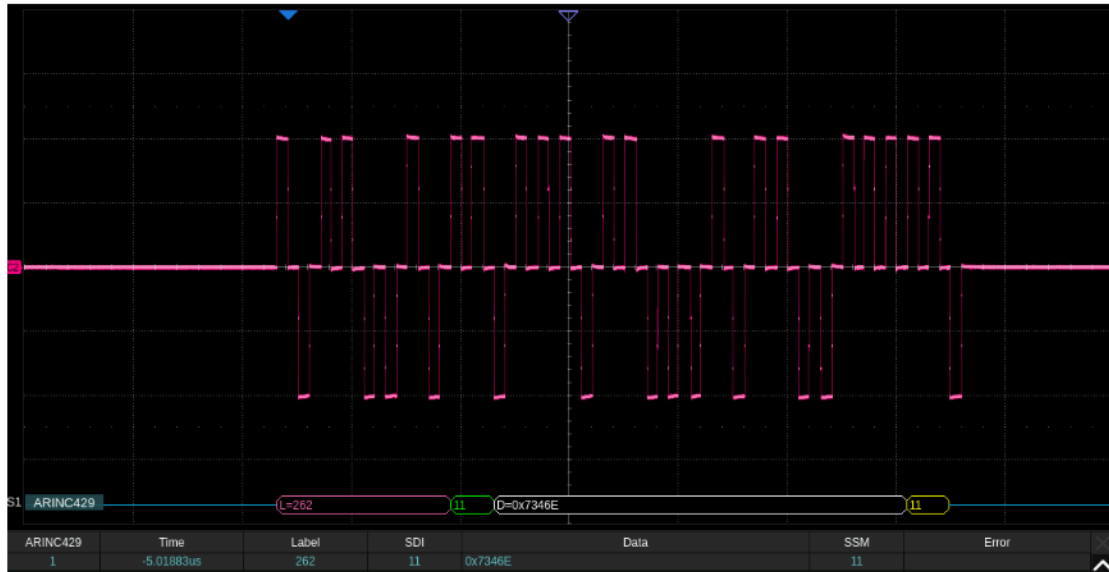 C2
S1 ARINC429 L=262 11 D=0x7346E 11
ARINC429 Time Label SDI Data SSM Error
1 -5.01883us 262 11 0x7346E 11